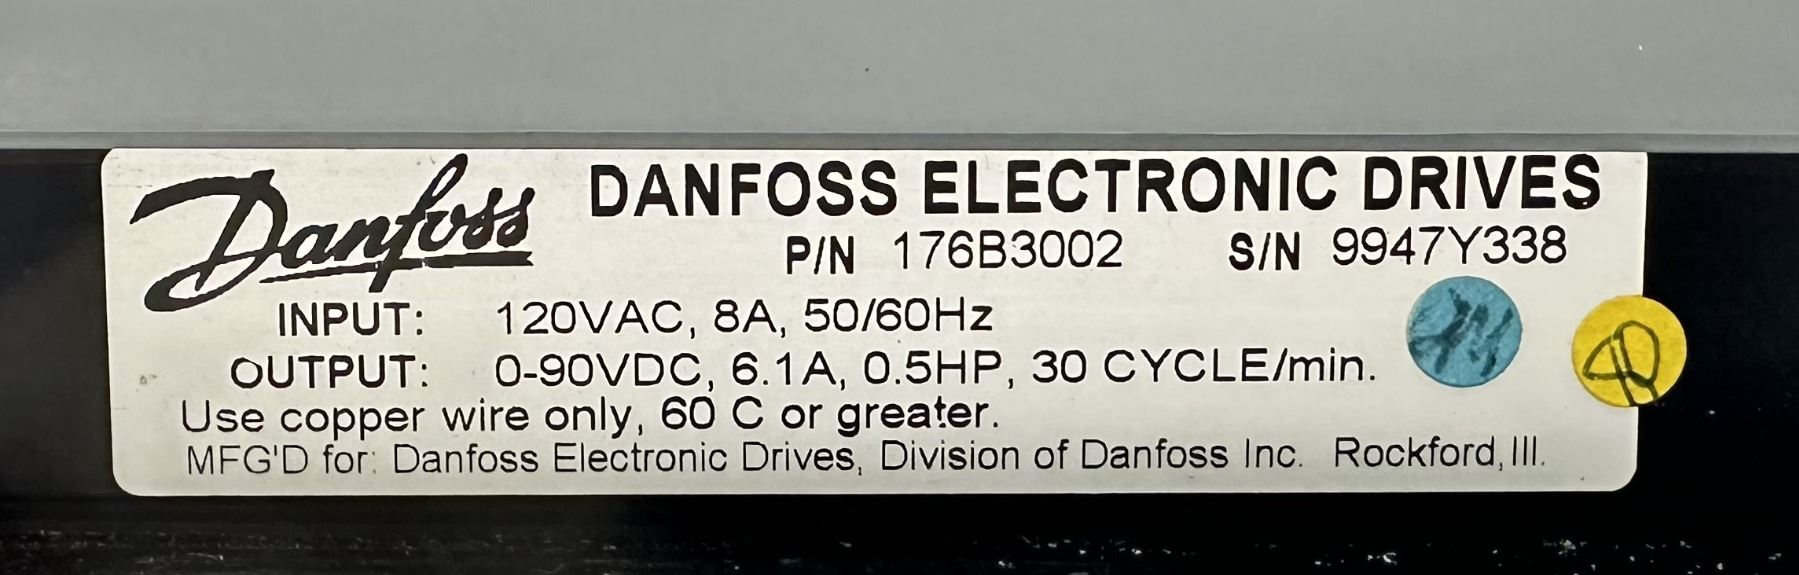 Danfoss DANFOSS ELECTRONIC DRIVES
P/N 176B3002 S/N 9947Y338
INPUT: 120VAC, 8A, 50/60Hz
OUTPUT: 0-90VDC, 6.1A, 0.5HP, 30 CYCLE/min.
Use copper wire only, 60 C or greater.
MFG'D for: Danfoss Electronic Drives, Division of Danfoss Inc. Rockford, Ill.